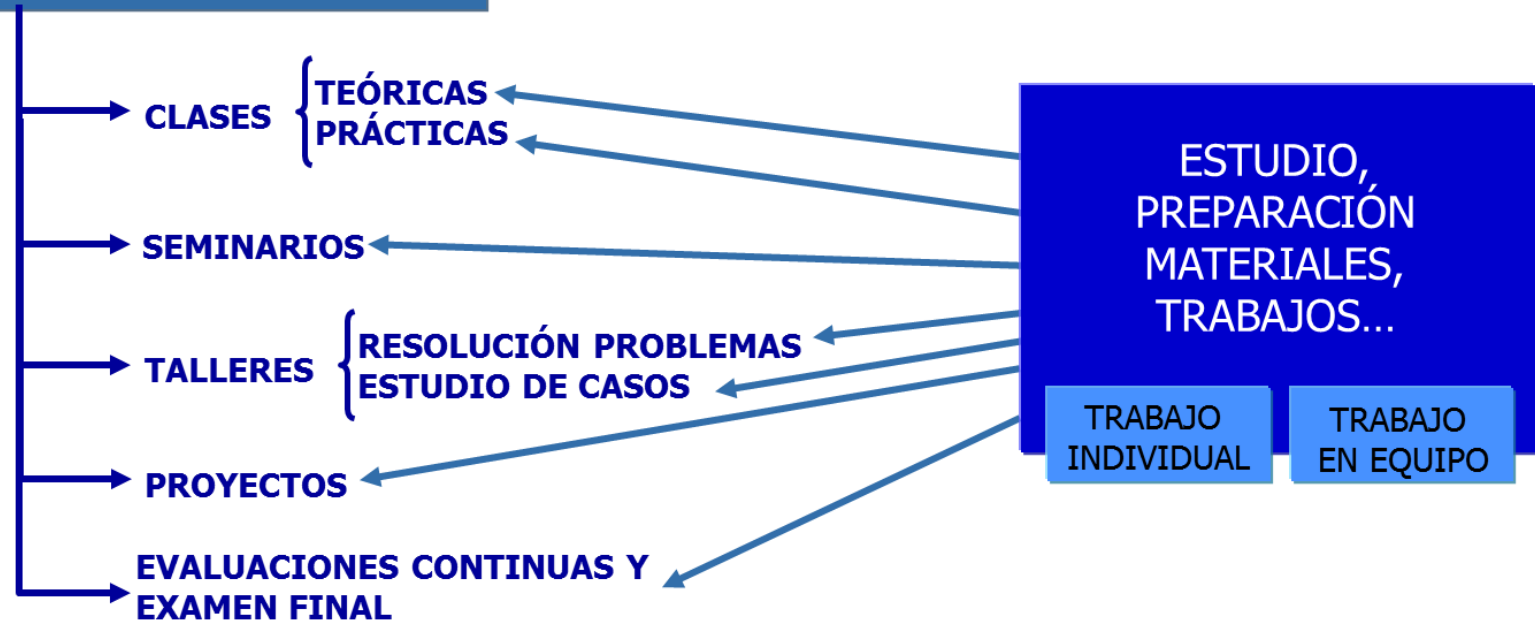 CLASES
TEÓRICAS
PRÁCTICAS
SEMINARIOS
TALLERES
RESOLUCIÓN PROBLEMAS
ESTUDIO DE CASOS
PROYECTOS
EVALUACIONES CONTINUAS Y
EXAMEN FINAL
ESTUDIO,
PREPARACIÓN
MATERIALES,
TRABAJOS...
TRABAJO
INDIVIDUAL
TRABAJO
EN EQUIPO